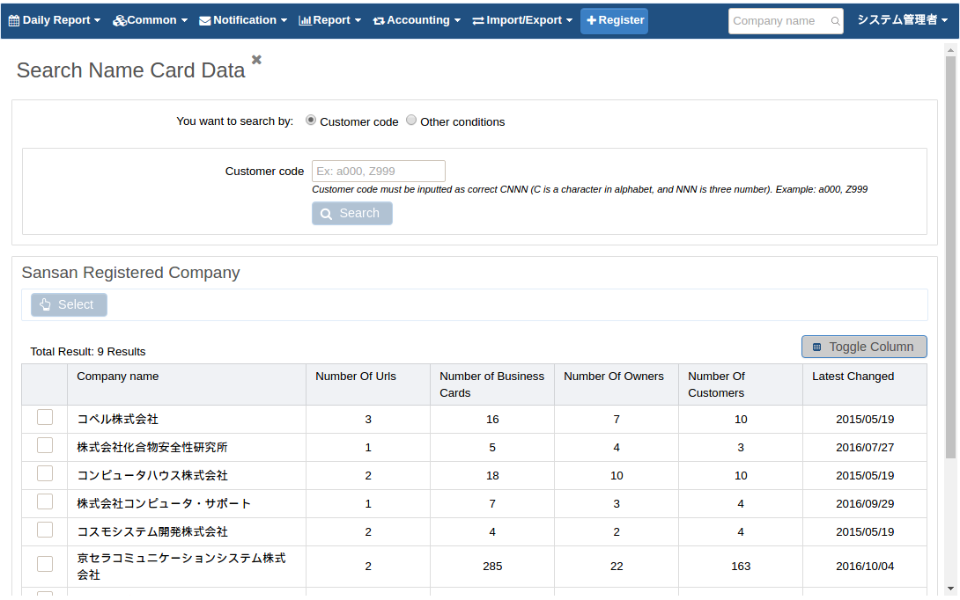 Daily Report Common Notification Report Accounting Import/Export Register Company name システム管理者
Search Name Card Data
You want to search by: Customer code Other conditions
Customer code Ex: a000, Z999
Customer code must be inputted as correct CNNN (C is a character in alphabet, and NNN is three number). Example: a000, Z999
Search
Sansan Registered Company
Select
Total Result: 9 Results
Toggle Column
Company name Number Of Urls Number of Business Cards Number Of Owners Number Of Customers Latest Changed
コベル株式会社 3 16 7 10 2015/05/19
株式会社化合物安全性研究所 1 5 4 3 2016/07/27
コンピュータハウス株式会社 2 18 10 10 2015/05/19
株式会社コンピュータ・サポート 1 7 3 4 2016/09/29
コスモシステム開発株式会社 2 4 2 4 2015/05/19
京セラコミュニケーションシステム株式
会社 2 285 22 163 2016/10/04